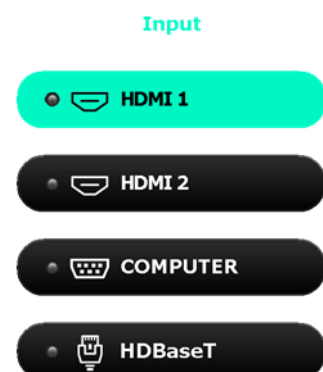 Input
HDMI 1
HDMI 2
COMPUTER
HDBaseT